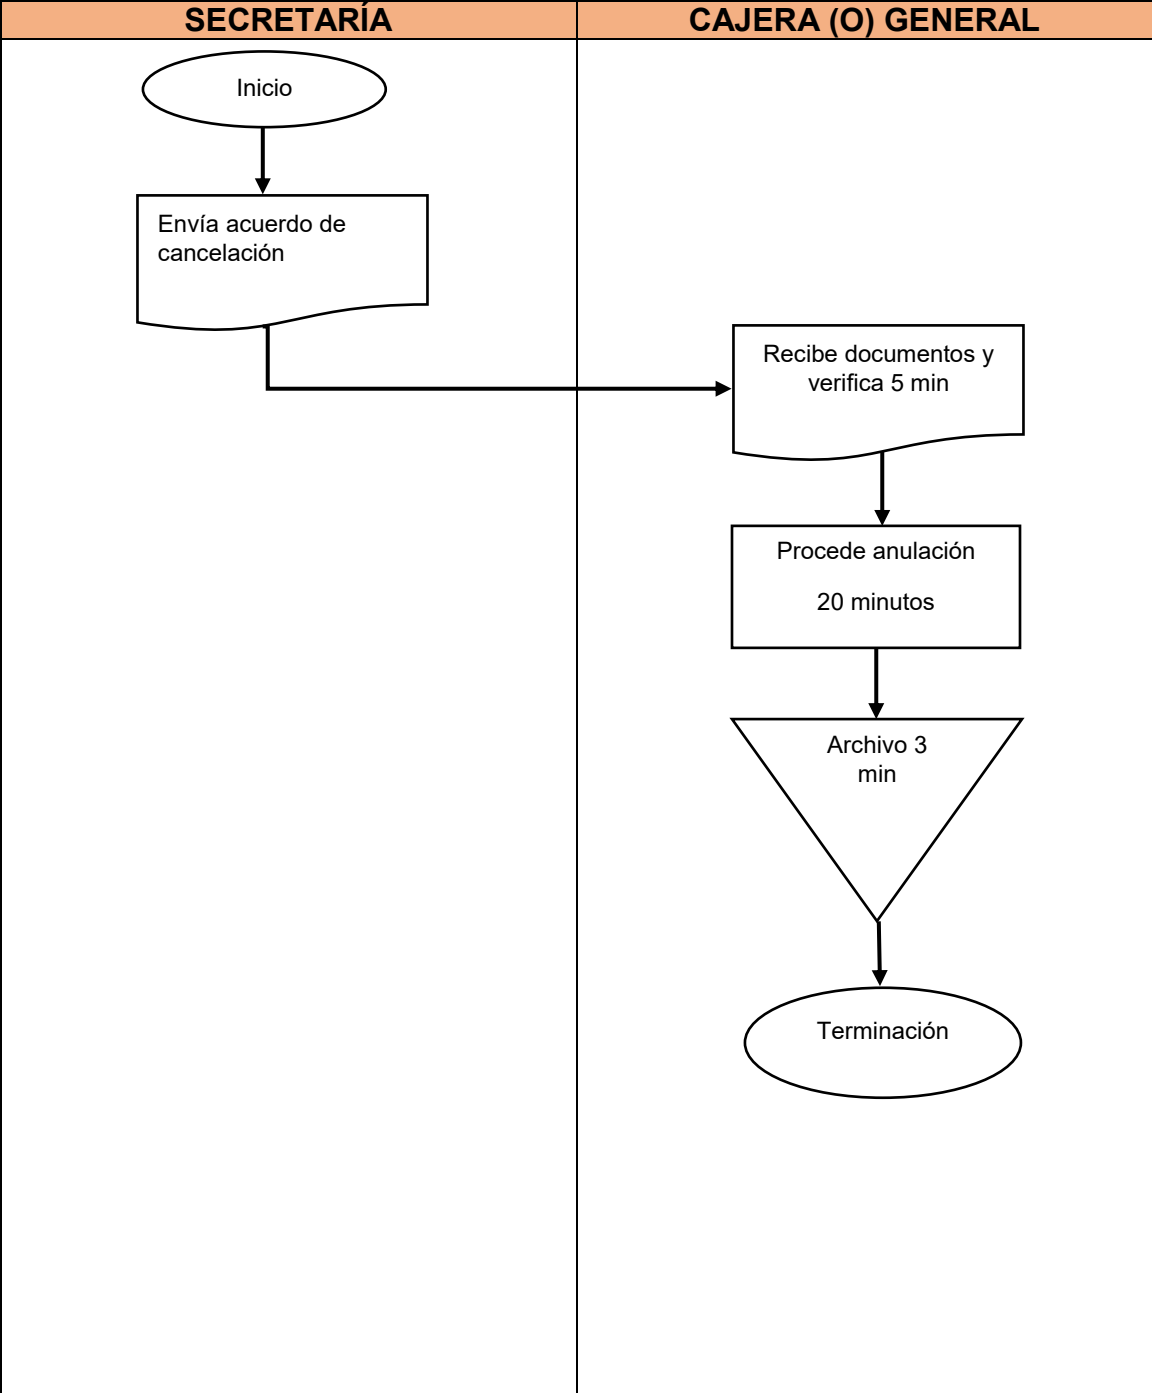 SECRETARÍA
CAJERA (O) GENERAL
Inicio
Envía acuerdo de
cancelación
Recibe documentos y
verifica 5 min
Procede anulación
20 minutos
Archivo 3
min
Terminación